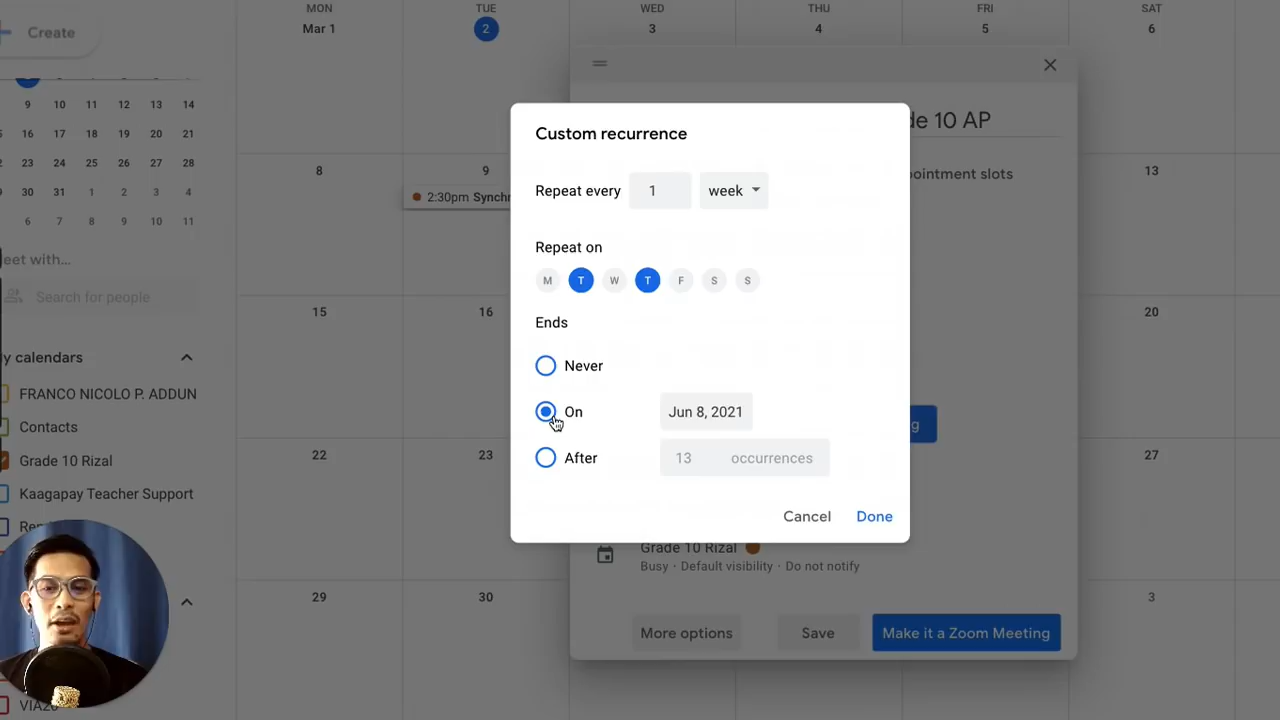 Create
MON TUE WED THU FRI SAT
Mar 1 2 3 4 5 6
9 10 11 12 13 14
16 17 18 19 20 21
23 24 25 26 27 28
30 31 1 2 3 4
6 7 8 9 10 11
eet with...
Search for people
y calendars
FRANCO NICOLO P. ADDUN
Contacts
Grade 10 Rizal
Kaagapay Teacher Support
VIA20
8 9 13
2:30pm Synchr
15 16 20
22 23 27
29 30 3
de 10 AP
pointment slots
Custom recurrence
Repeat every 1 week
Repeat on
M T W T F S S
Ends
Never
On Jun 8, 2021
After 13 occurrences
Cancel Done
g
Grade 10 Rizal
Busy · Default visibility · Do not notify
More options Save Make it a Zoom Meeting